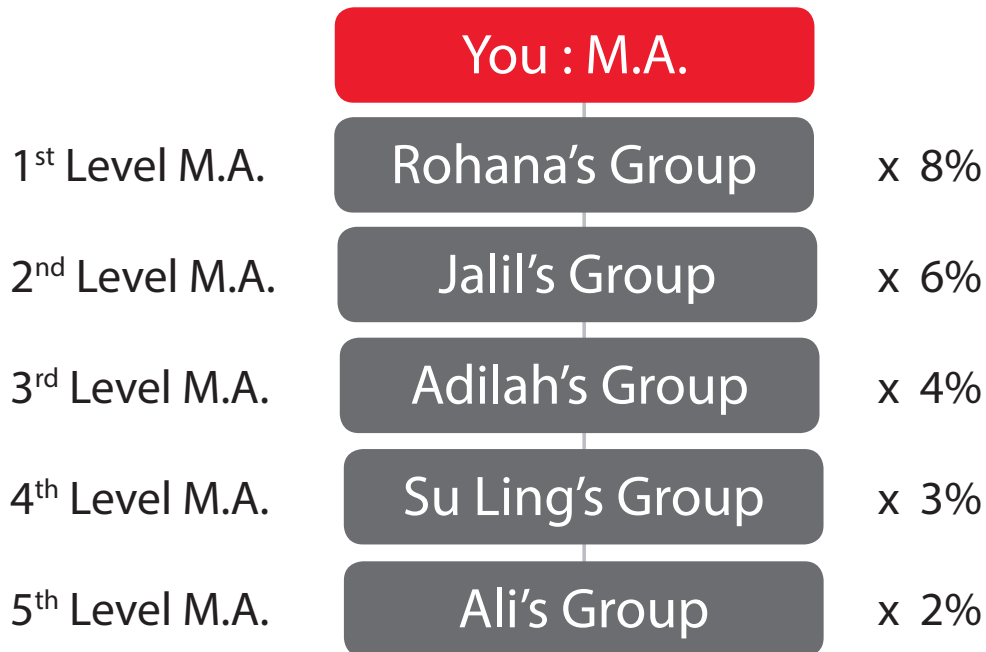 You : M.A.
1st Level M.A. Rohana’s Group x 8%
2nd Level M.A. Jalil’s Group x 6%
3rd Level M.A. Adilah’s Group x 4%
4th Level M.A. Su Ling’s Group x 3%
5th Level M.A. Ali’s Group x 2%